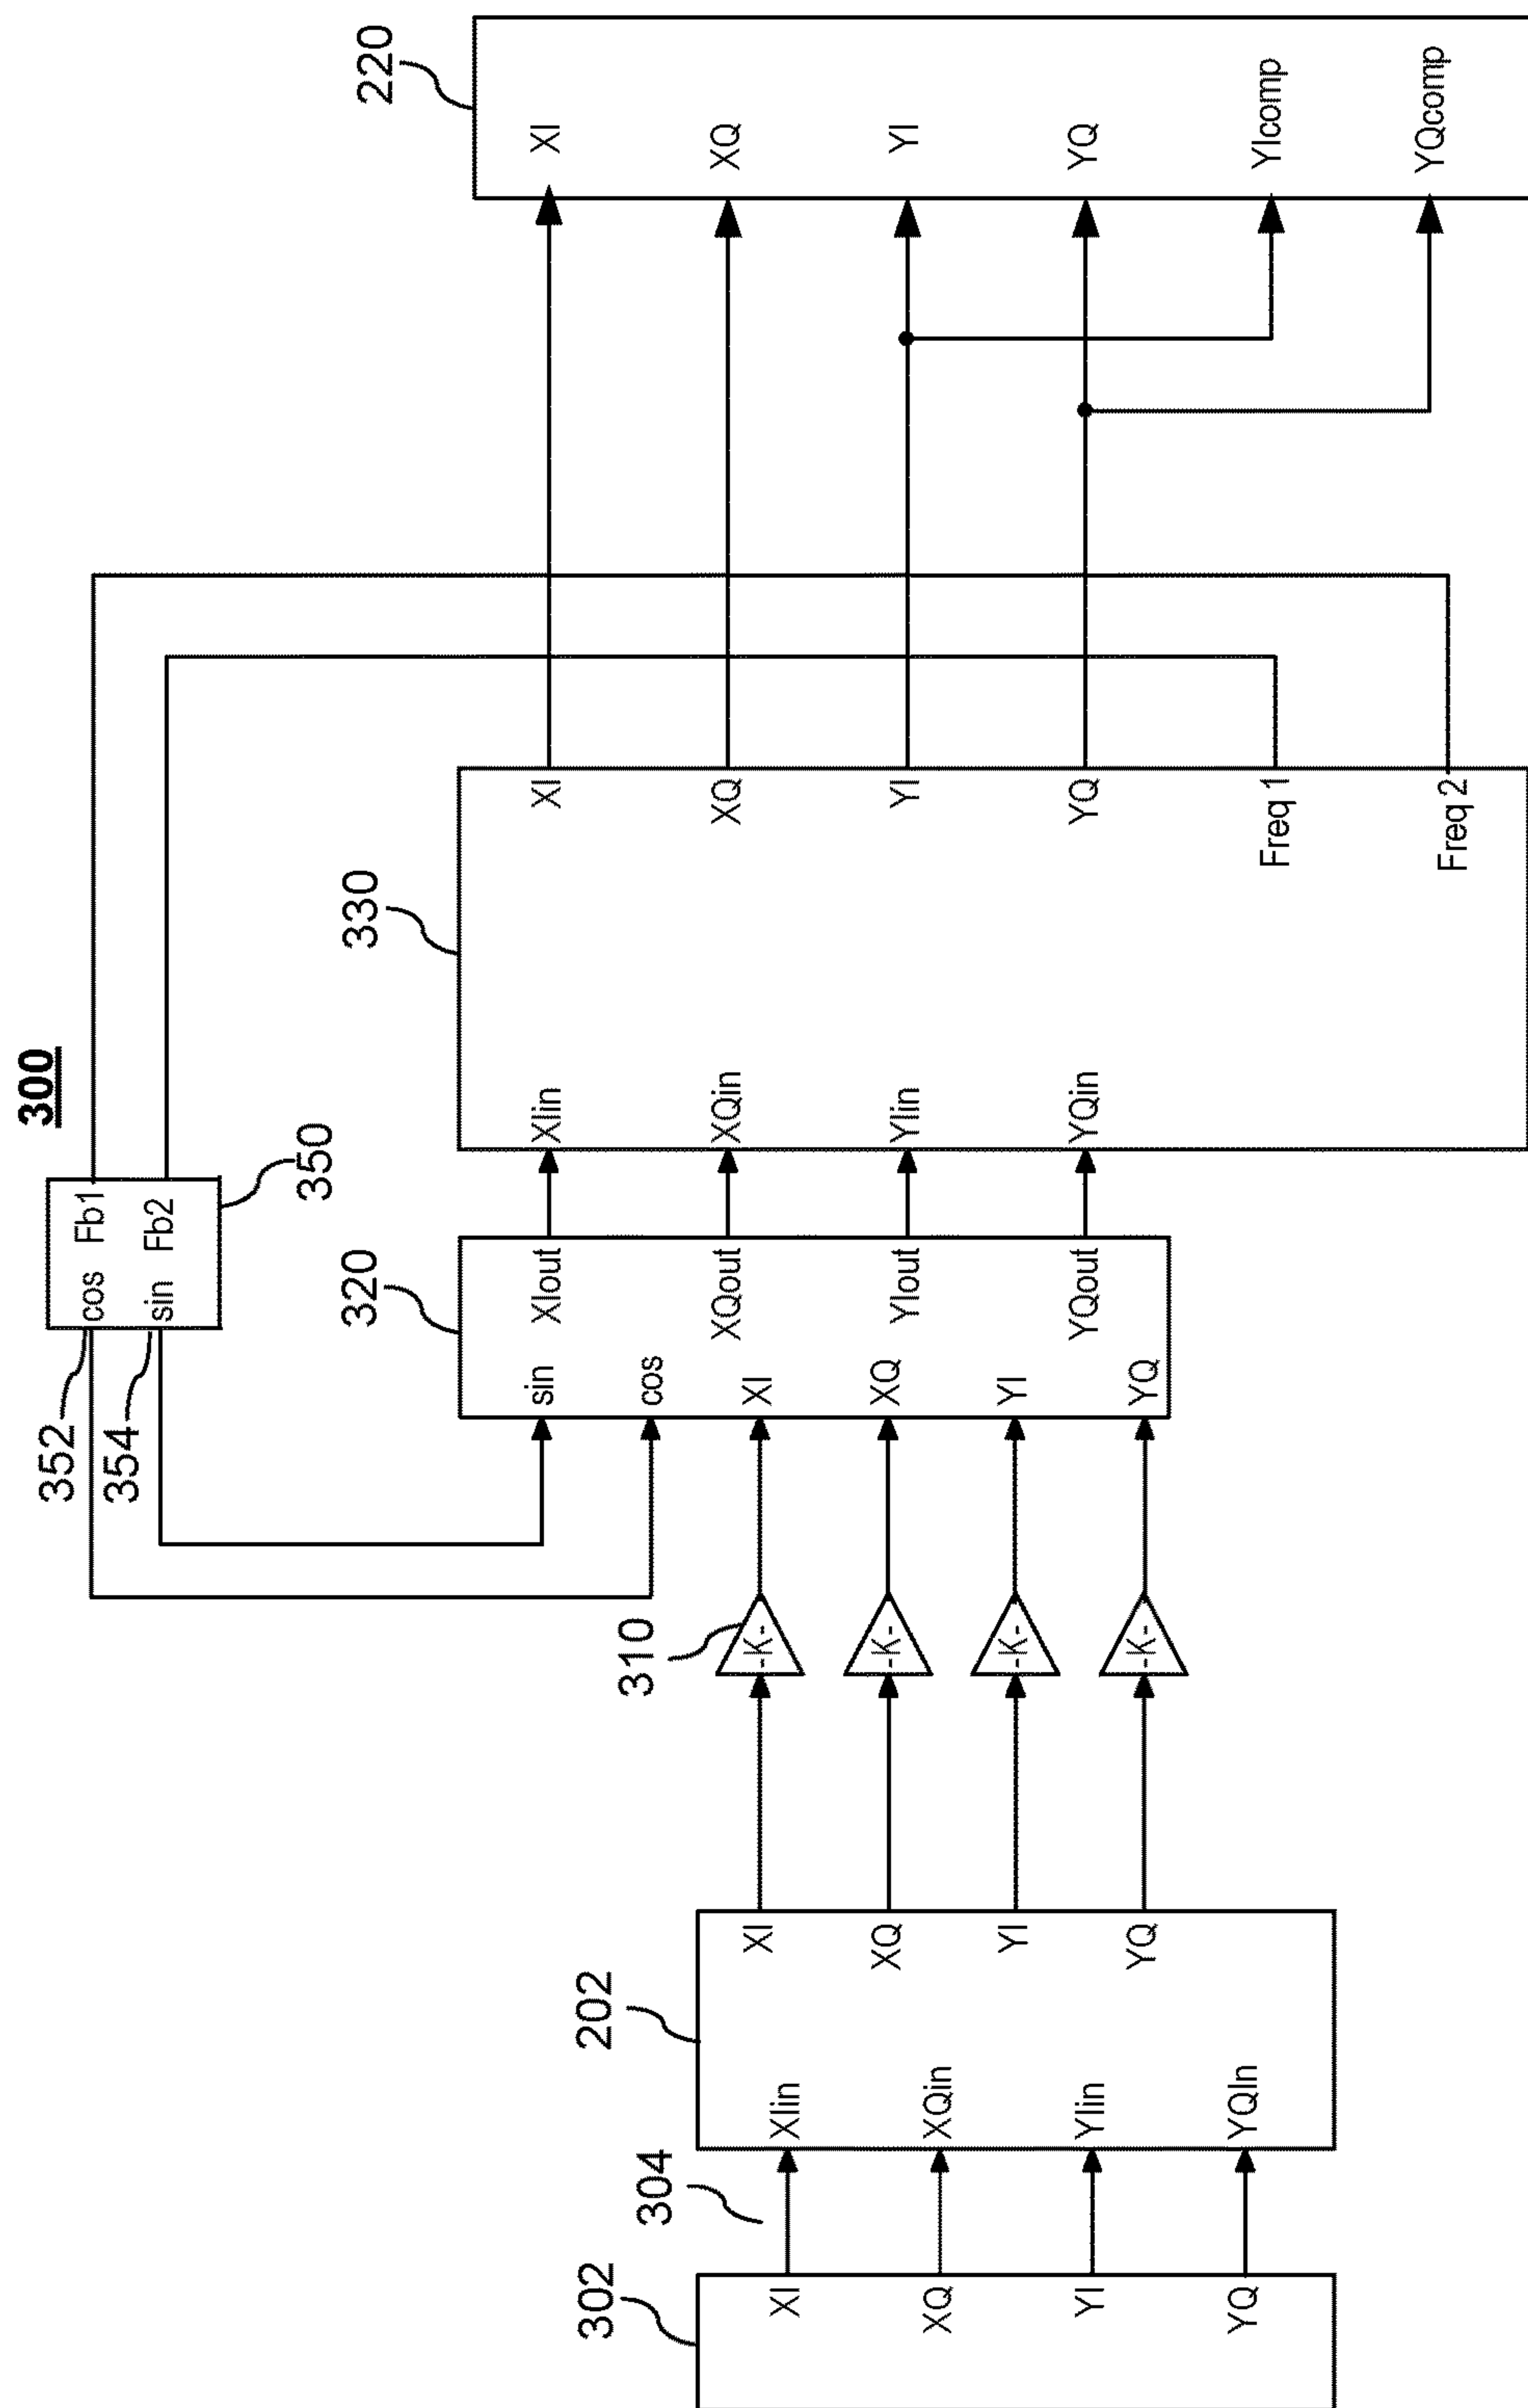 300
302
XI
XQ
YI
YQ
304
202
XIin
XQin
YIin
YQIn
XI
XQ
YI
YQ
310
-K-
-K-
-K-
-K-
352
354
cos Fb1
sin Fb2
350
320
sin
cos
XI
XQ
YI
YQ
XIout
XQout
YIout
YQout
330
XIin
XQin
YIin
YQin
XI
XQ
YI
YQ
Freq 1
Freq 2
220
XI
XQ
YI
YQ
YIcomp
YQcomp